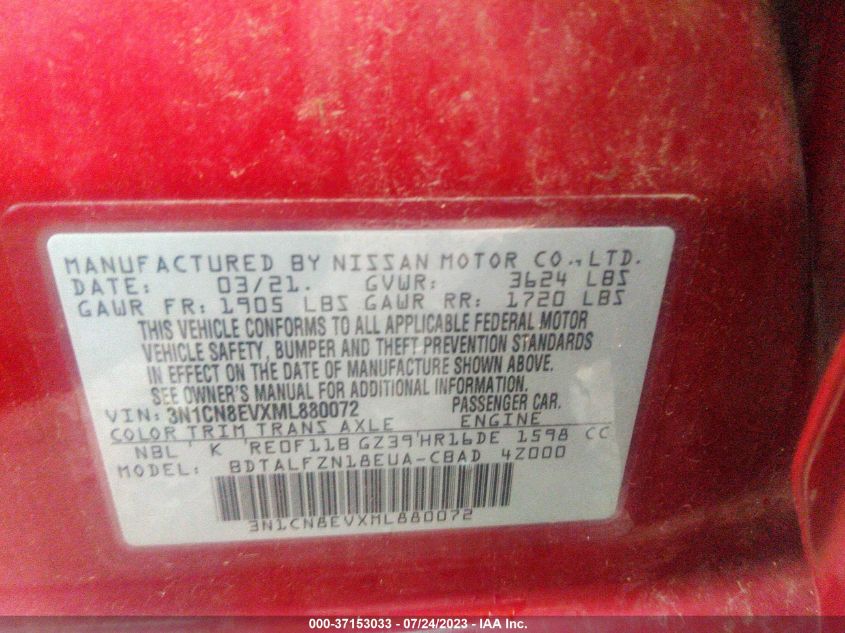 MANUFACTURED BY NISSAN MOTOR CO., LTD.
DATE: 03/21. GVWR: 3624 LBS
GAWR FR: 1905 LBS GAWR RR: 1720 LBS
THIS VEHICLE CONFORMS TO ALL APPLICABLE FEDERAL MOTOR
VEHICLE SAFETY, BUMPER AND THEFT PREVENTION STANDARDS
IN EFFECT ON THE DATE OF MANUFACTURE SHOWN ABOVE.
SEE OWNER'S MANUAL FOR ADDITIONAL INFORMATION.
VIN: 3N1CN8EVXML880072 PASSENGER CAR.
COLOR TRIM TRANS AXLE ENGINE
NBL K RE0F11B GZ39 HR16DE 1598 CC
MODEL: BDTALFZN18EUA-CBAD 4Z000
3N1CN8EVXML880072
000-37153033 - 07/24/2023 - IAA Inc.